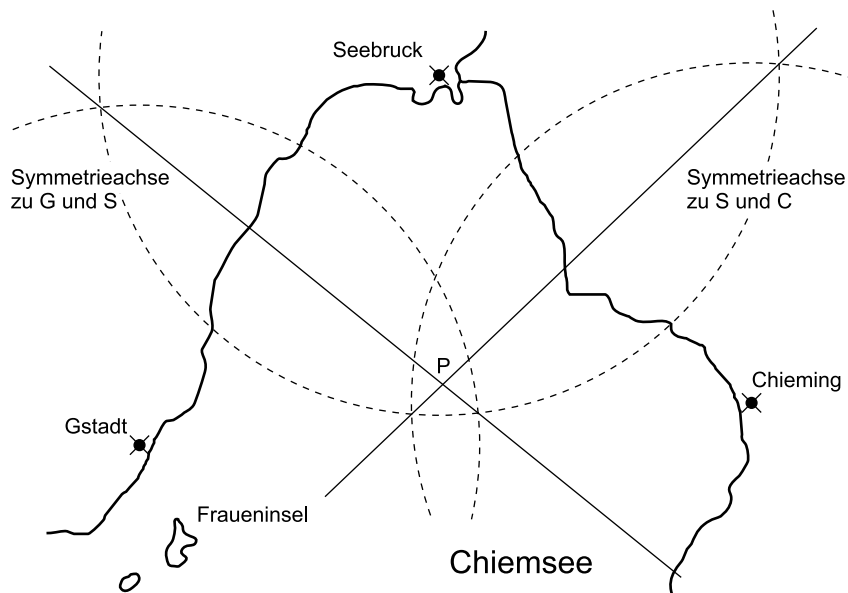 Seebruck
Symmetrieachse
zu G und S
Symmetrieachse
zu S und C
P
Chieming
Gstadt
Fraueninsel
Chiemsee